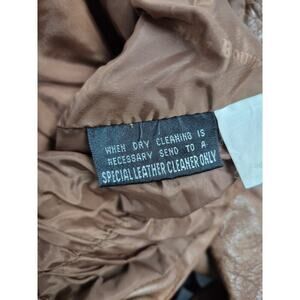 WHEN DRY CLEANING IS
NECESSARY SEND TO A
SPECIAL LEATHER CLEANER ONLY